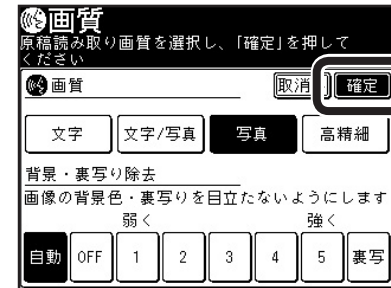 画質
原稿読み取り画質を選択し、「確定」を押して
ください
画質 取消 確定
文字 文字/写真 写真 高精細
背景・裏写り除去
画像の背景色・裏写りを目立たないようにします
弱く 強く
自動 OFF 1 2 3 4 5 裏写